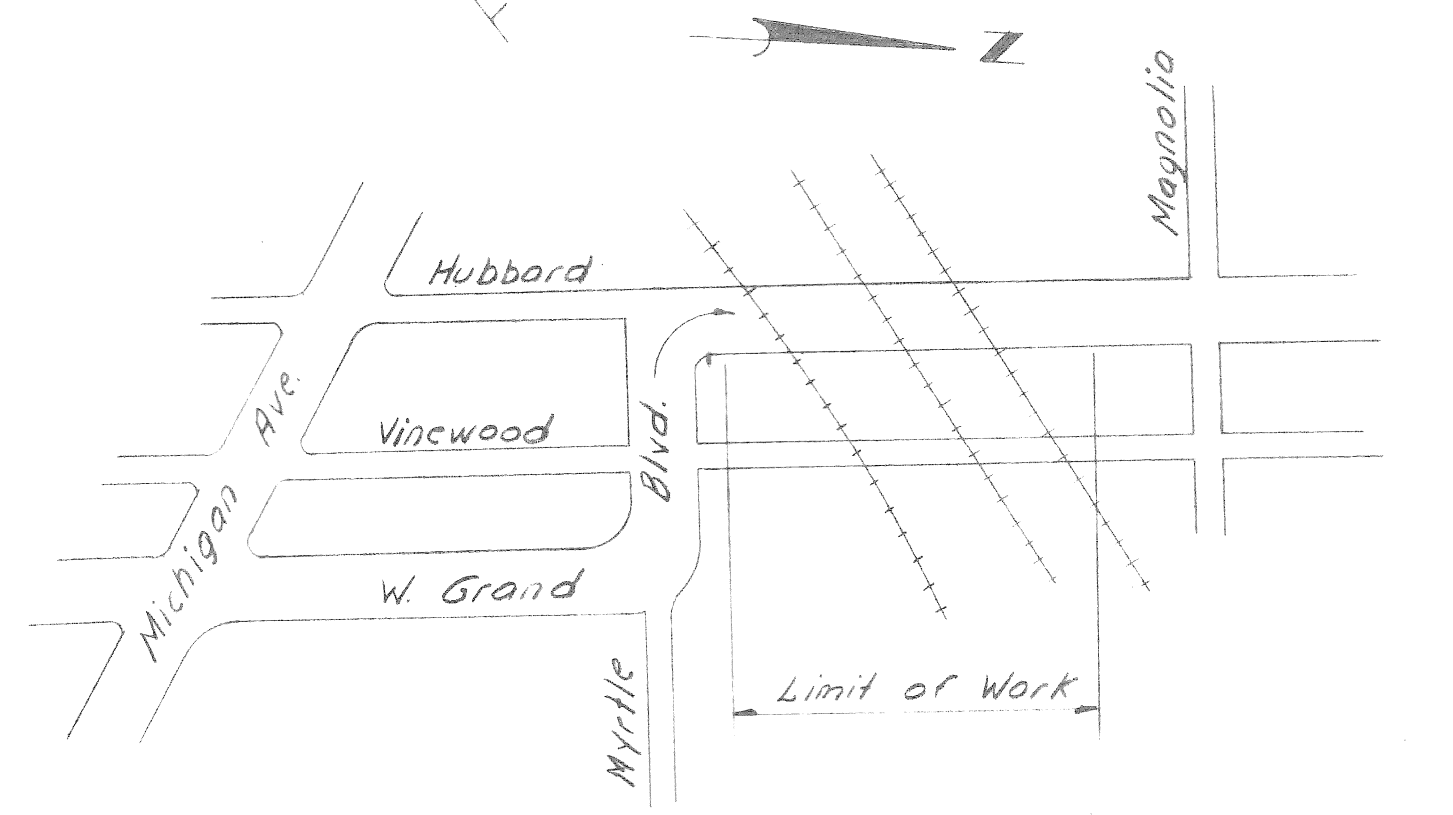 N
Magnolia
Hubbard
Michigan Ave.
Vinewood
W. Grand
Blvd.
Limit of Work
Myrtle